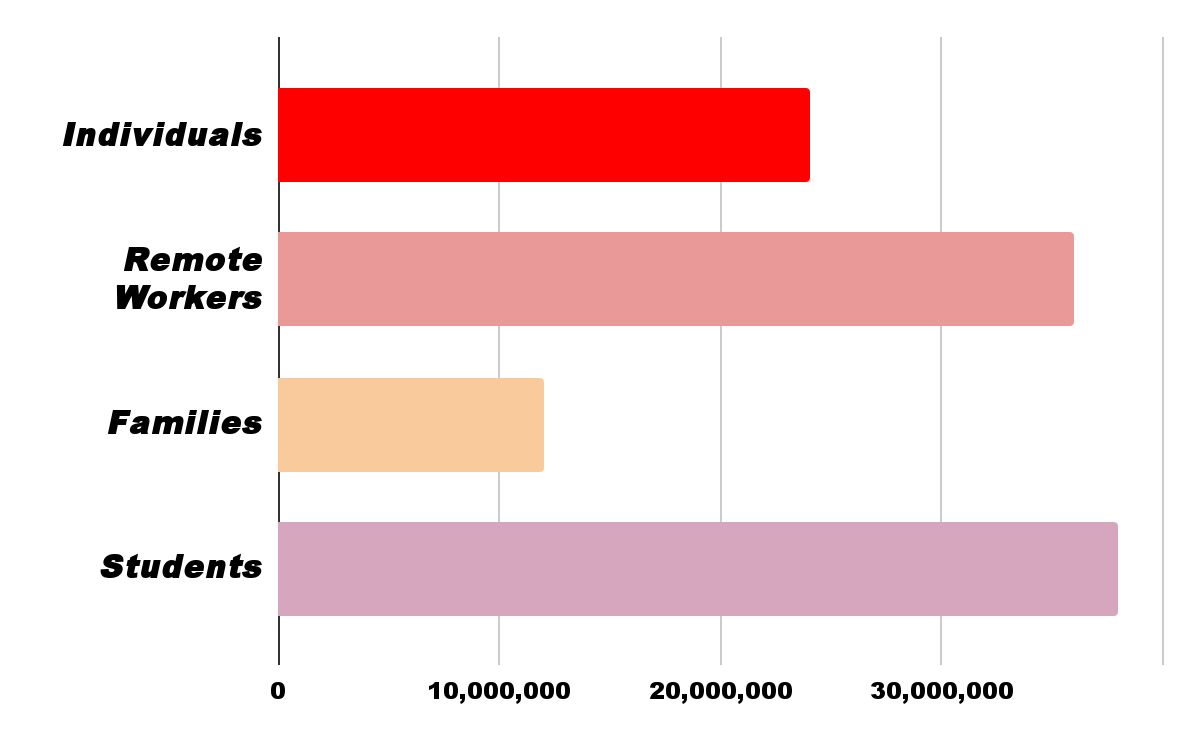 Individuals
Remote
Workers
Families
Students
0
10,000,000
20,000,000
30,000,000